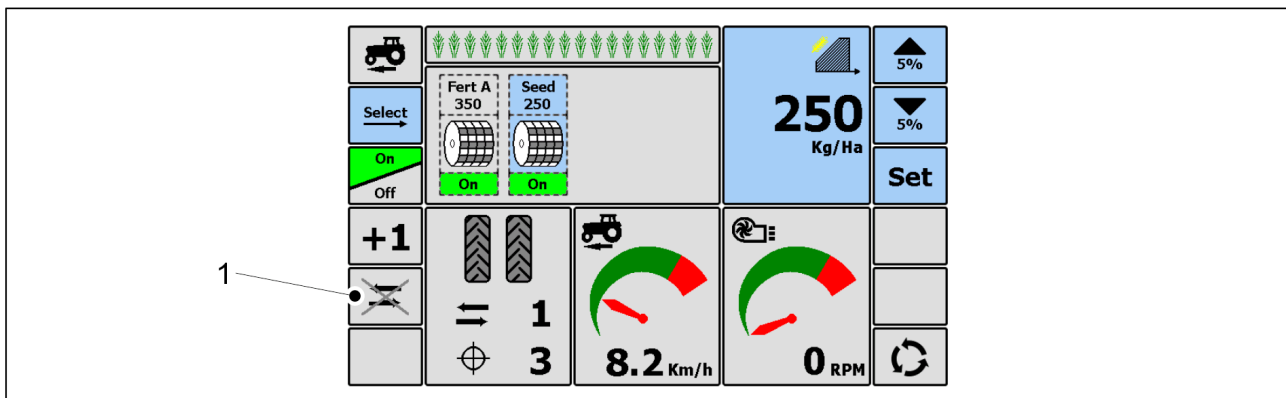 5%
Fert A
350
Seed
250
Select
250
Kg/Ha
5%
On
Off
On
On
Set
+1
1
1
3
8.2 Km/h
0 RPM